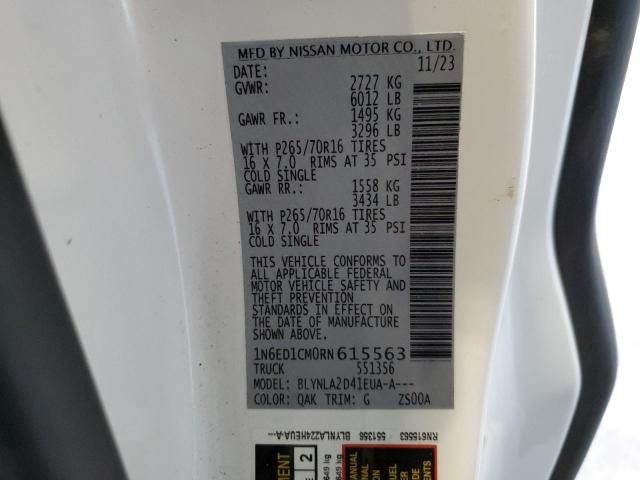 MFD BY NISSAN MOTOR CO., LTD.
DATE: 11/23
GVWR: 2727 KG
6012 LB
GAWR FR.: 1495 KG
3296 LB
WITH P265/70R16 TIRES
16 X 7.0 RIMS AT 35 PSI
COLD SINGLE
GAWR RR.: 1558 KG
3434 LB
WITH P265/70R16 TIRES
16 X 7.0 RIMS AT 35 PSI
COLD SINGLE
THIS VEHICLE CONFORMS TO
ALL APPLICABLE FEDERAL
MOTOR VEHICLE SAFETY AND
THEFT PREVENTION
STANDARDS IN EFFECT ON
THE DATE OF MANUFACTURE
SHOWN ABOVE.
1N6ED1CM0RN615563
TRUCK 551356
MODEL: BLYNLA2D41EUA-A---
COLOR: QAK TRIM: G ZS00A
RN615563 551356 BLYNLA224HEUA-A---
2